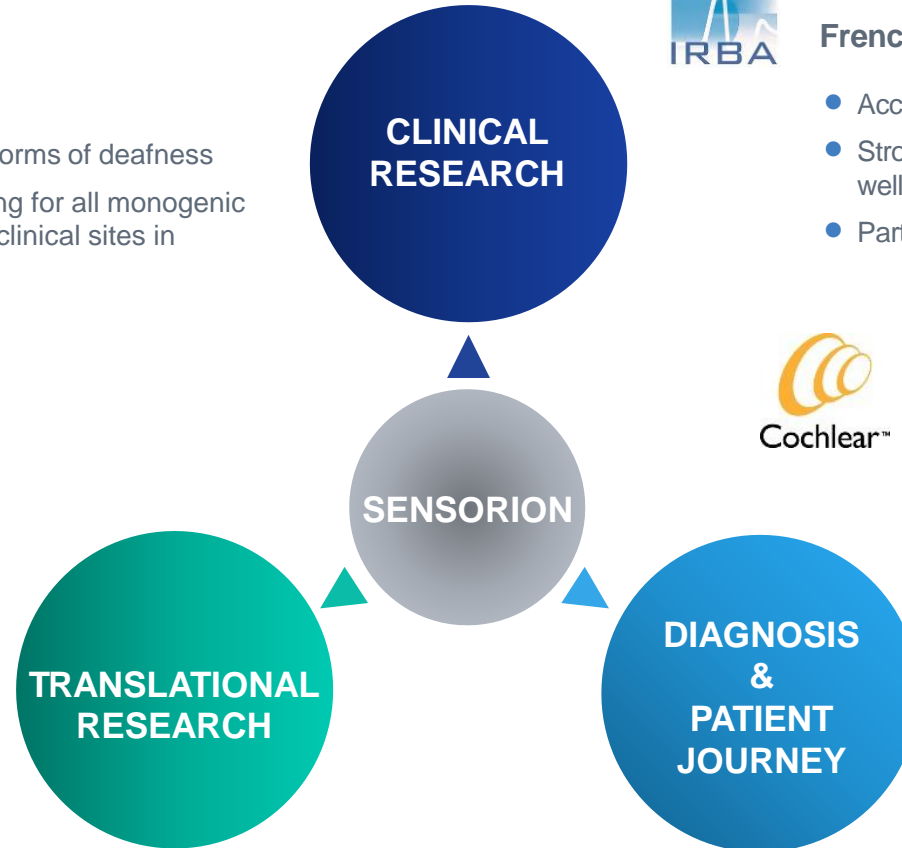 IRBA
Frenc
Acc
orms of deafness
Stro
ng for all monogenic
well
clinical sites in
Part
CLINICAL
RESEARCH
Cochlear™
SENSORION
TRANSLATIONAL
RESEARCH
DIAGNOSIS
&
PATIENT
JOURNEY